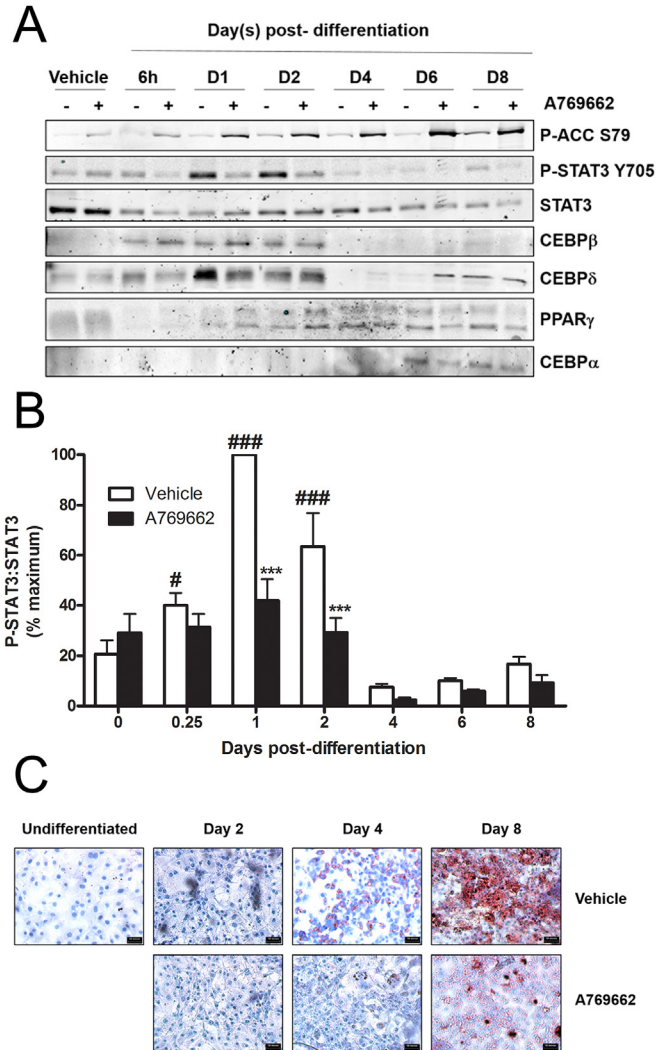 A
Day(s) post- differentiation
Vehicle 6h D1 D2 D4 D6 D8
- + - + - + - + - + - + - + A769662
P-ACC S79
P-STAT3 Y705
STAT3
CEBPβ
CEBPδ
PPARγ
CEBPα
B
P-STAT3:STAT3
(% maximum)
100
80
60
40
20
0
Vehicle
A769662
#
###
***
###
***
0 0.25 1 2 4 6 8
Days post-differentiation
C
Undifferentiated Day 2 Day 4 Day 8
Vehicle
A769662